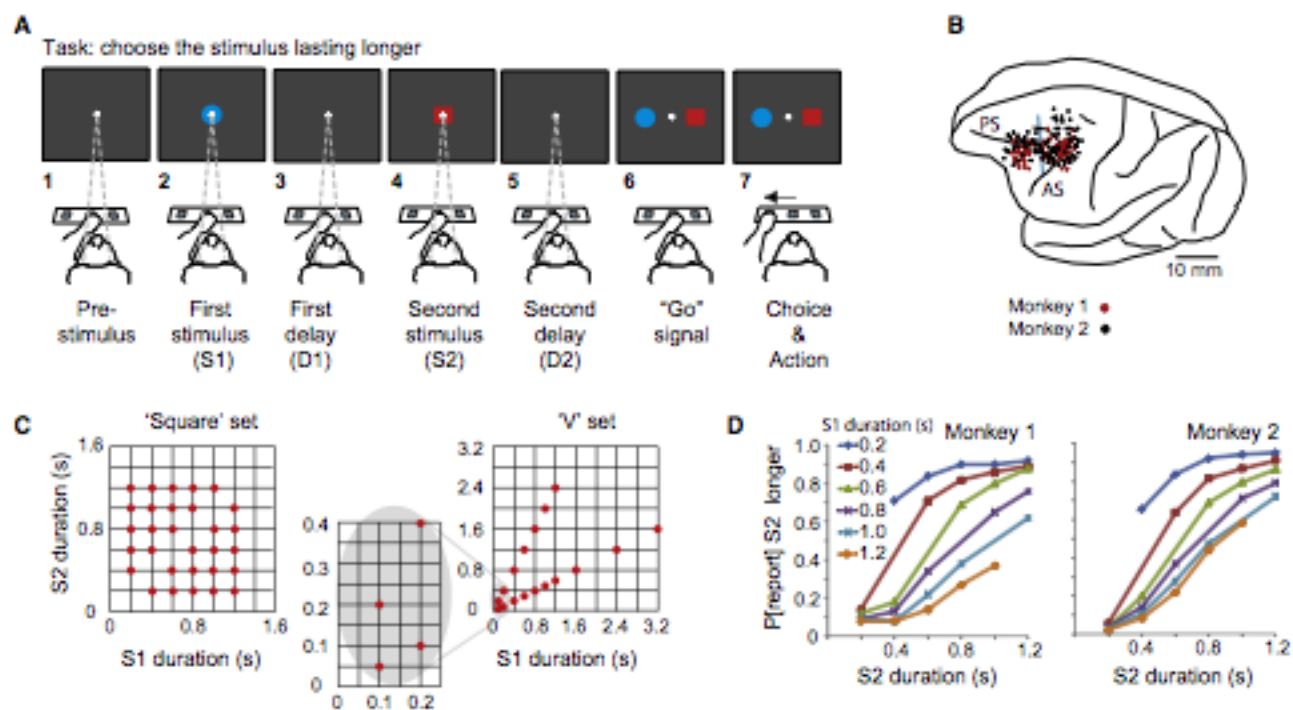 A
Task: choose the stimulus lasting longer
1 2 3 4 5 6 7
Pre-
stimulus
First
stimulus
(S1)
First
delay
(D1)
Second
stimulus
(S2)
Second
delay
(D2)
"Go"
signal
Choice
&
Action
B
PS
AS
10 mm
Monkey 1
Monkey 2
C
'Square' set
S2 duration (s)
1.6
0.8
0
0 0.8 1.6
S1 duration (s)
0.4
0.3
0.2
0.1
0
0 0.1 0.2
'V' set
3.2
2.4
1.6
0.8
0
0 0.8 1.6 2.4 3.2
S1 duration (s)
D
S1 duration (s)
0.2
0.4
0.6
0.8
1.0
1.2
Monkey 1
P[report] S2 longer
1.0
0.8
0.6
0.4
0.2
0
0.4 0.8 1.2
S2 duration (s)
Monkey 2
0.4 0.8 1.2
S2 duration (s)